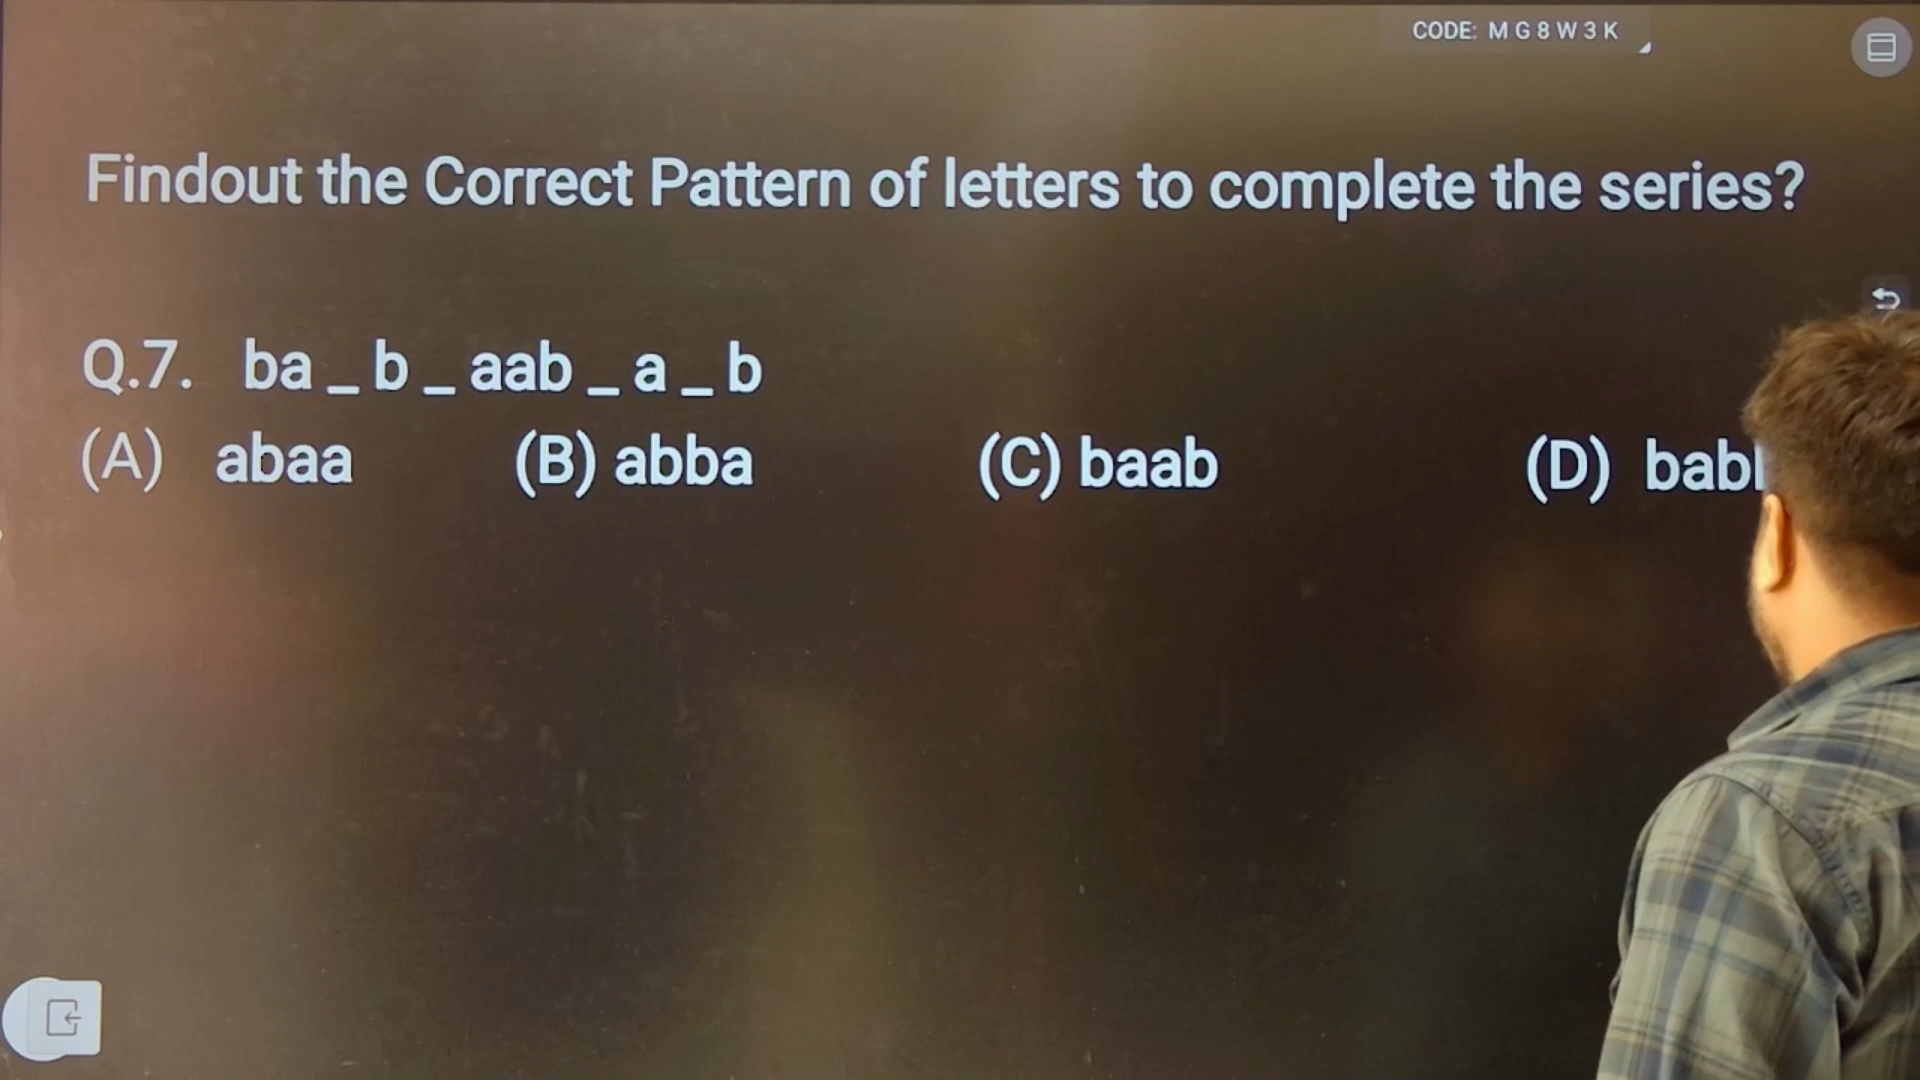 CODE: M G 8 W 3 K
Findout the Correct Pattern of letters to complete the series?
Q.7. ba _ b _ aab _ a _ b
(A) abaa (B) abba (C) baab (D)